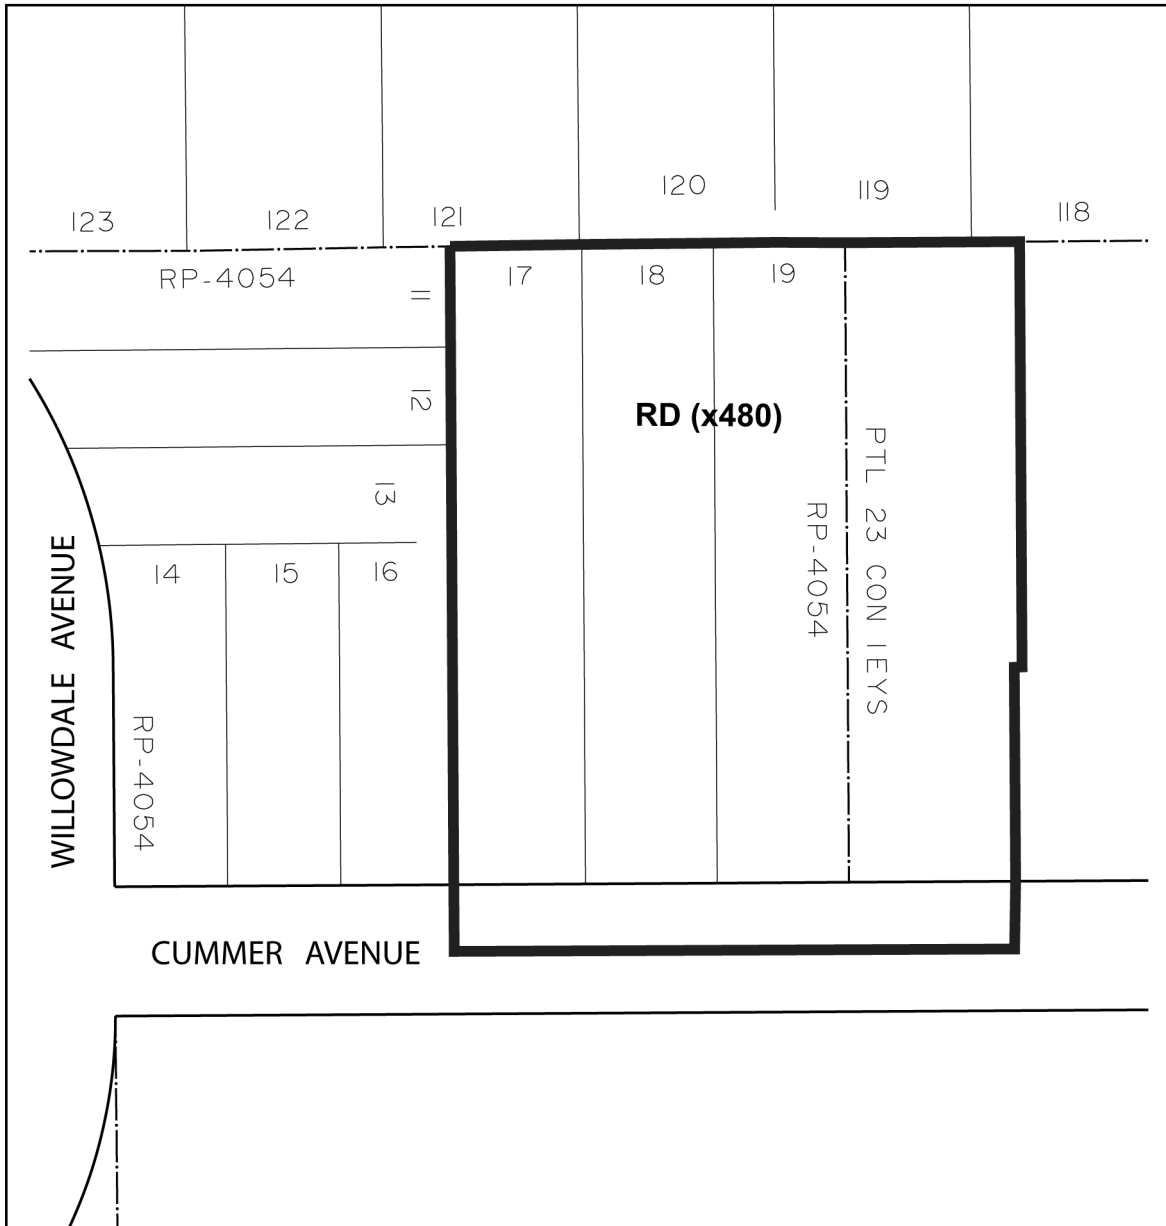 120
119
118
123
122
121
RP-4054
11
17
18
19
12
RD (x480)
13
PTL 23 CON 1EYS
RP-4054
14
15
16
WILLOWDALE AVENUE
RP-4054
CUMMER AVENUE